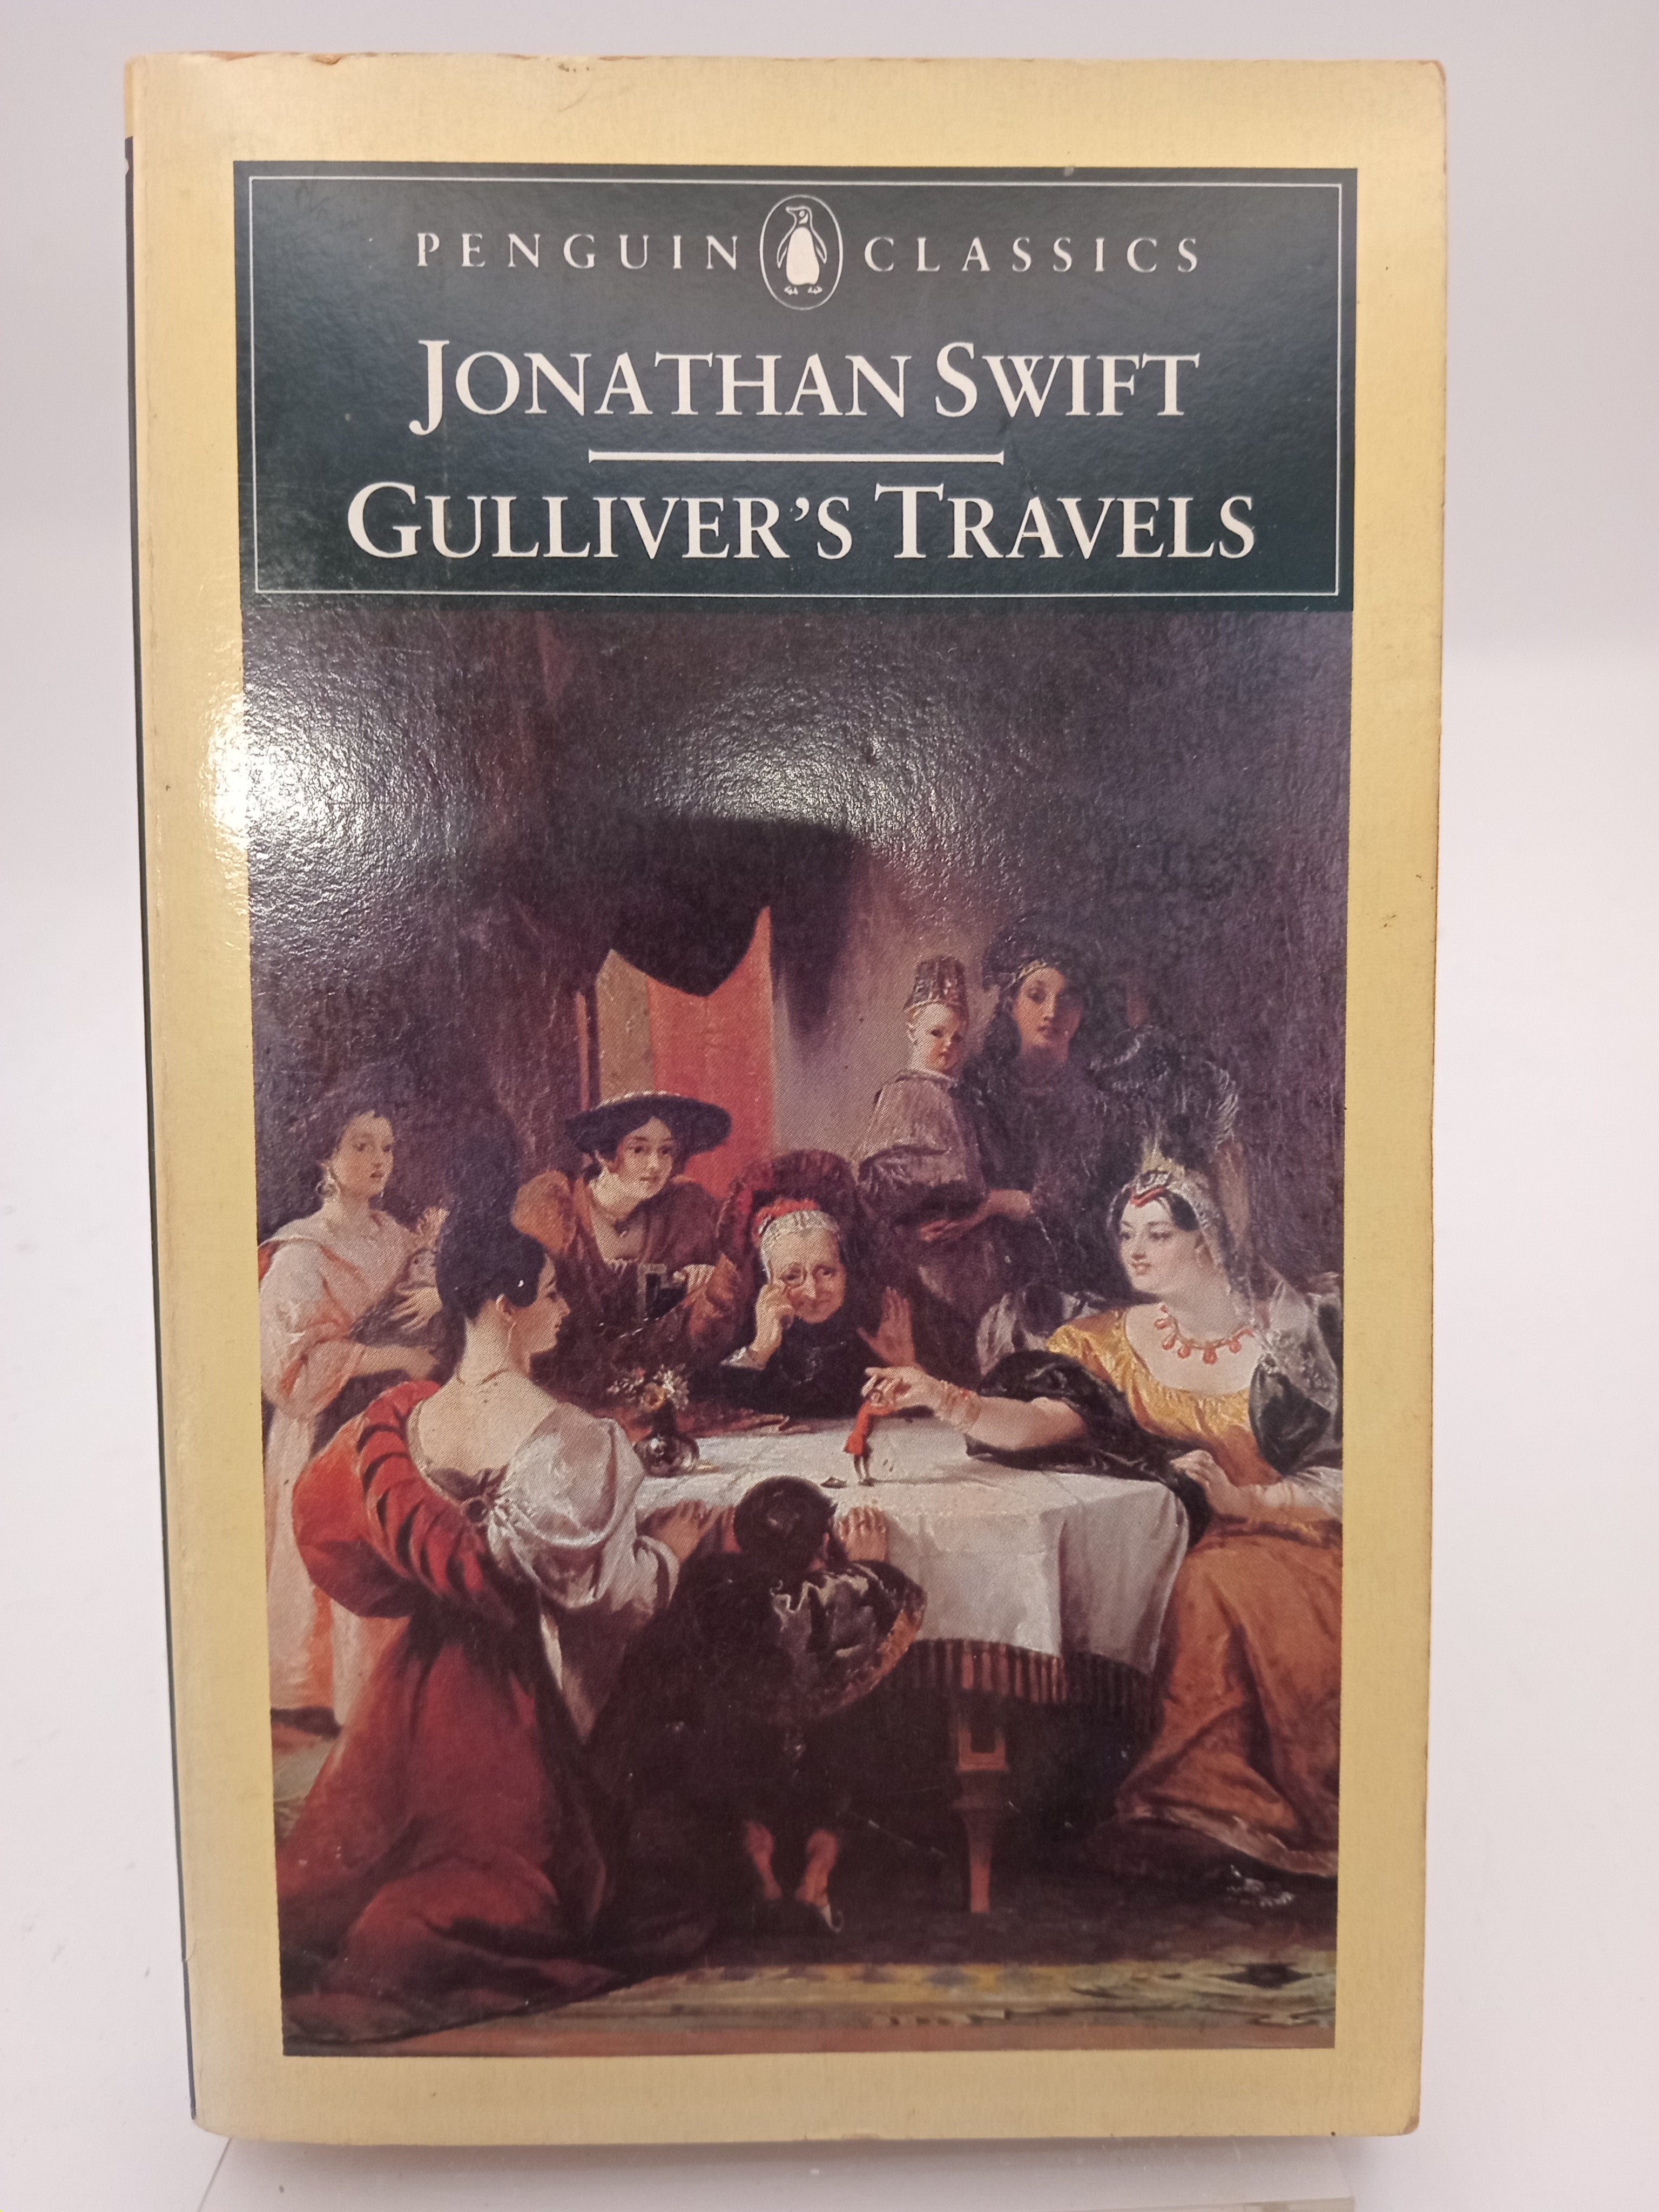 PENGUIN CLASSICS
JONATHAN SWIFT
GULLIVER'S TRAVELS